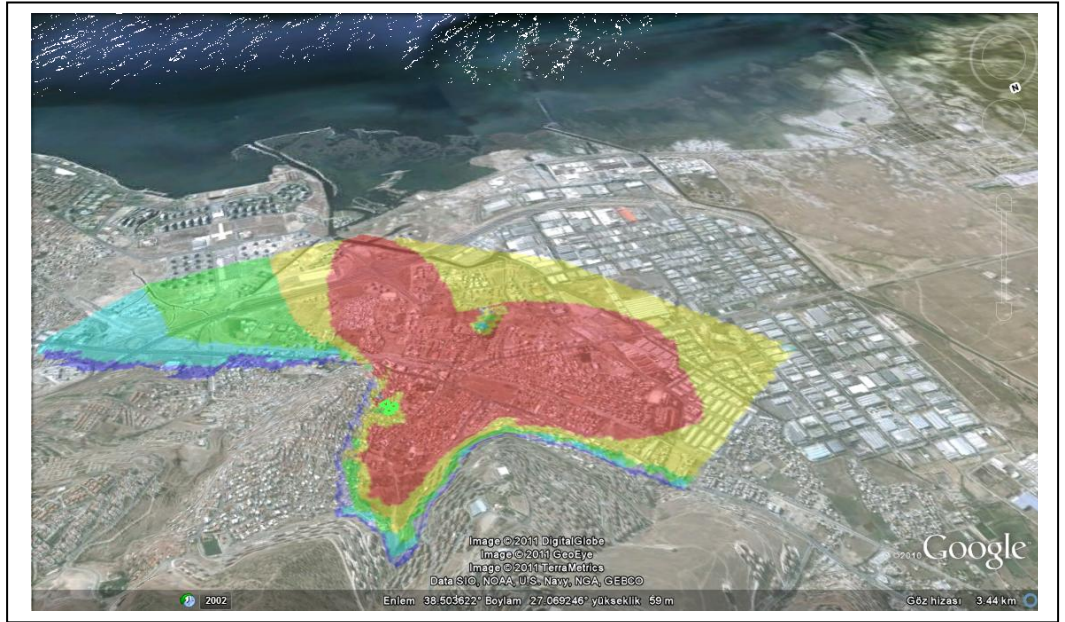 N
Image © 2011 DigitalGlobe
Image © 2011 GeoEye
Image © 2011 TerraMetrics
Data SIO, NOAA, U.S. Navy, NGA, GEBCO
©2010 Google
2002
Enlem 38.503622° Boylam 27.069246° yükseklik 59 m
Göz hizası 3.44 km